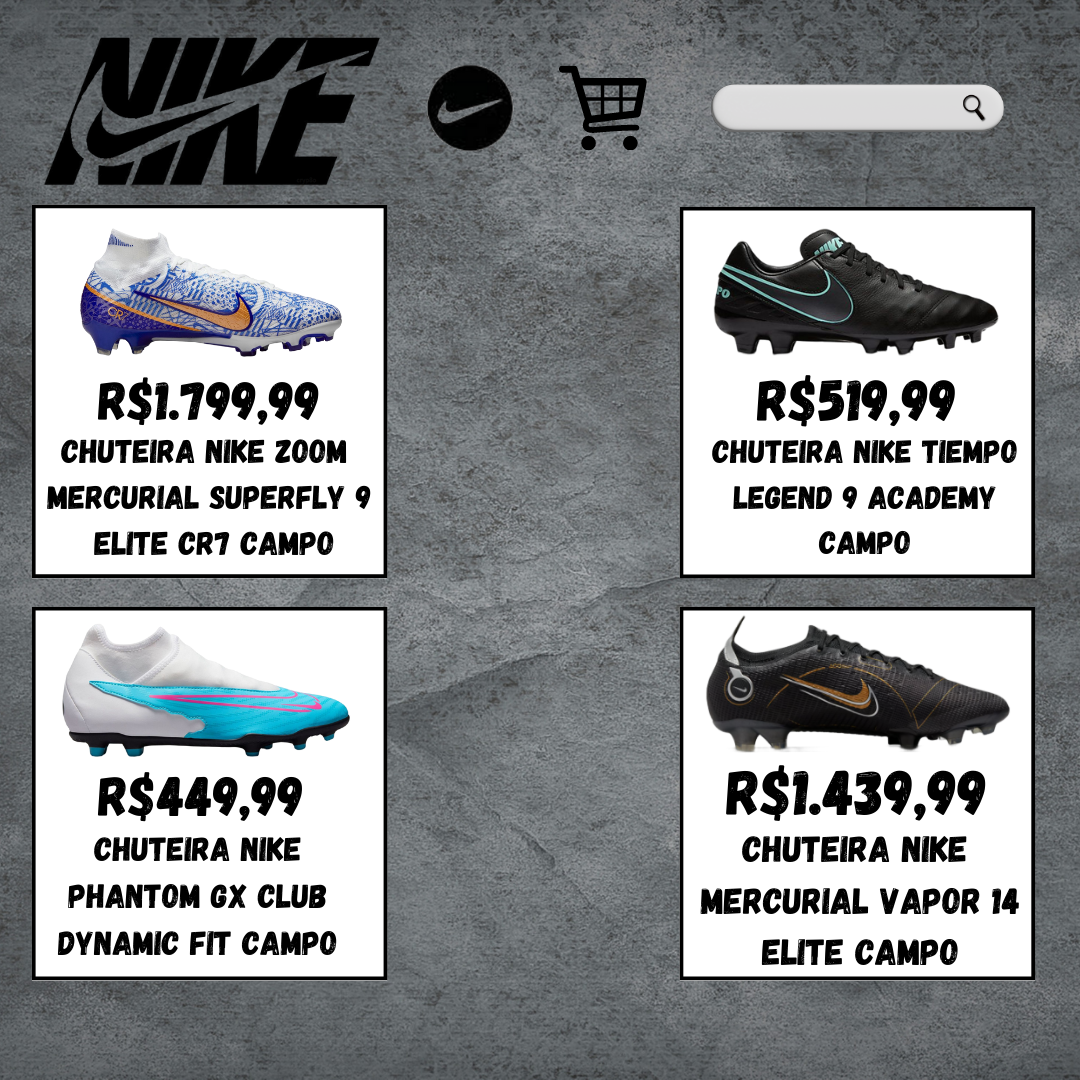 NIKE
R$1.799,99
CHUTEIRA NIKE ZOOM
MERCURIAL SUPERFLY 9
ELITE CR7 CAMPO
R$519,99
CHUTEIRA NIKE TIEMPO
LEGEND 9 ACADEMY
CAMPO
R$449,99
CHUTEIRA NIKE
PHANTOM GX CLUB
DYNAMIC FIT CAMPO
R$1.439,99
CHUTEIRA NIKE
MERCURIAL VAPOR 14
ELITE CAMPO